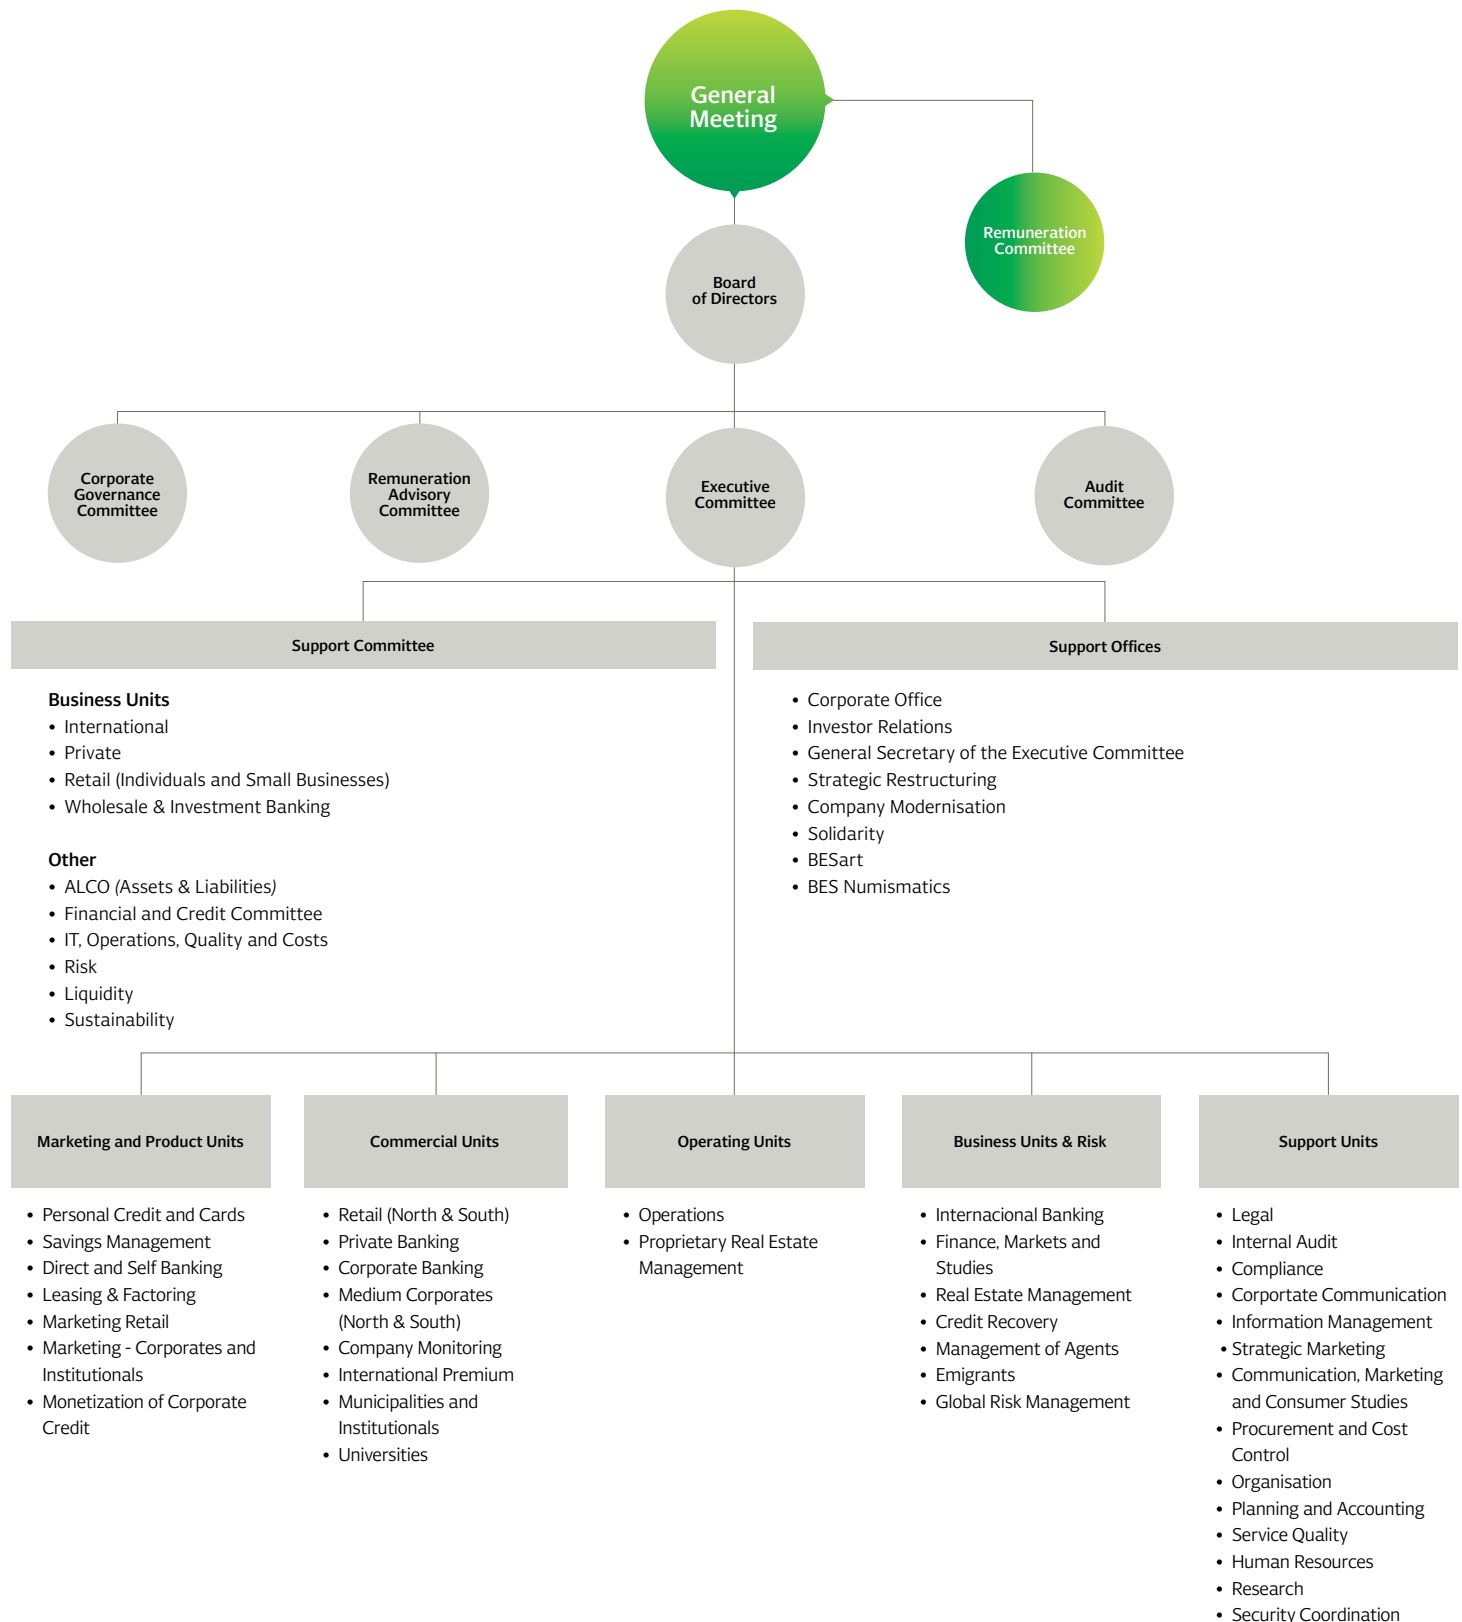 General
Meeting
Remuneration
Committee
Board
of Directors
Corporate
Governance
Committee
Remuneration
Advisory
Committee
Executive
Committee
Audit
Committee
Support Committee
Business Units
• International
• Private
• Retail (Individuals and Small Businesses)
• Wholesale & Investment Banking
Other
• ALCO (Assets & Liabilities)
• Financial and Credit Committee
• IT, Operations, Quality and Costs
• Risk
• Liquidity
• Sustainability
Support Offices
• Corporate Office
• Investor Relations
• General Secretary of the Executive Committee
• Strategic Restructuring
• Company Modernisation
• Solidarity
• BESart
• BES Numismatics
Marketing and Product Units
• Personal Credit and Cards
• Savings Management
• Direct and Self Banking
• Leasing & Factoring
• Marketing Retail
• Marketing - Corporates and
Institutionals
• Monetization of Corporate
Credit
Commercial Units
• Retail (North & South)
• Private Banking
• Corporate Banking
• Medium Corporates
(North & South)
• Company Monitoring
• International Premium
• Municipalities and
Institutionals
• Universities
Operating Units
• Operations
• Proprietary Real Estate
Management
Business Units & Risk
• Internacional Banking
• Finance, Markets and
Studies
• Real Estate Management
• Credit Recovery
• Management of Agents
• Emigrants
• Global Risk Management
Support Units
• Legal
• Internal Audit
• Compliance
• Corportate Communication
• Information Management
• Strategic Marketing
• Communication, Marketing
and Consumer Studies
• Procurement and Cost
Control
• Organisation
• Planning and Accounting
• Service Quality
• Human Resources
• Research
• Security Coordination